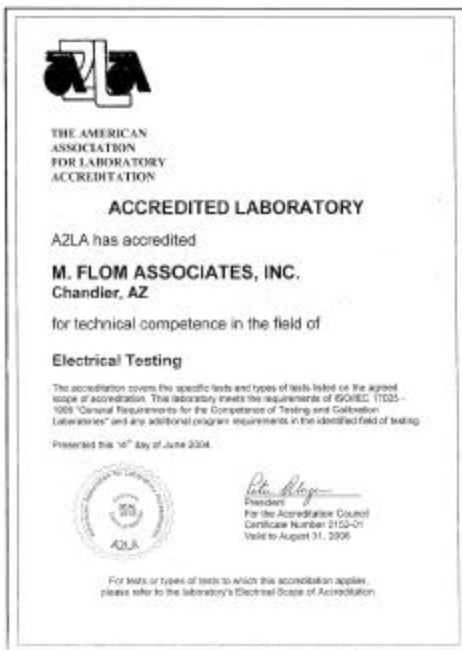 A2LA
THE AMERICAN
ASSOCIATION
FOR LABORATORY
ACCREDITATION
ACCREDITED LABORATORY
A2LA has accredited
M. FLOM ASSOCIATES, INC.
Chandler, AZ
for technical competence in the field of
Electrical Testing
The accreditation covers the specific tests and types of tests listed on the agreed
scope of accreditation. This laboratory meets the requirements of ISO/IEC 17025 -
1999 "General Requirements for the Competence of Testing and Calibration
Laboratories" and any additional program requirements in the identified field of testing.
Presented this 14th day of June 2004.
SEAL
A2LA
President
For the Accreditation Council
Certificate Number 2152-01
Valid to August 31, 2006
For tests or types of tests to which this accreditation applies,
please refer to the laboratory's Electrical Scope of Accreditation